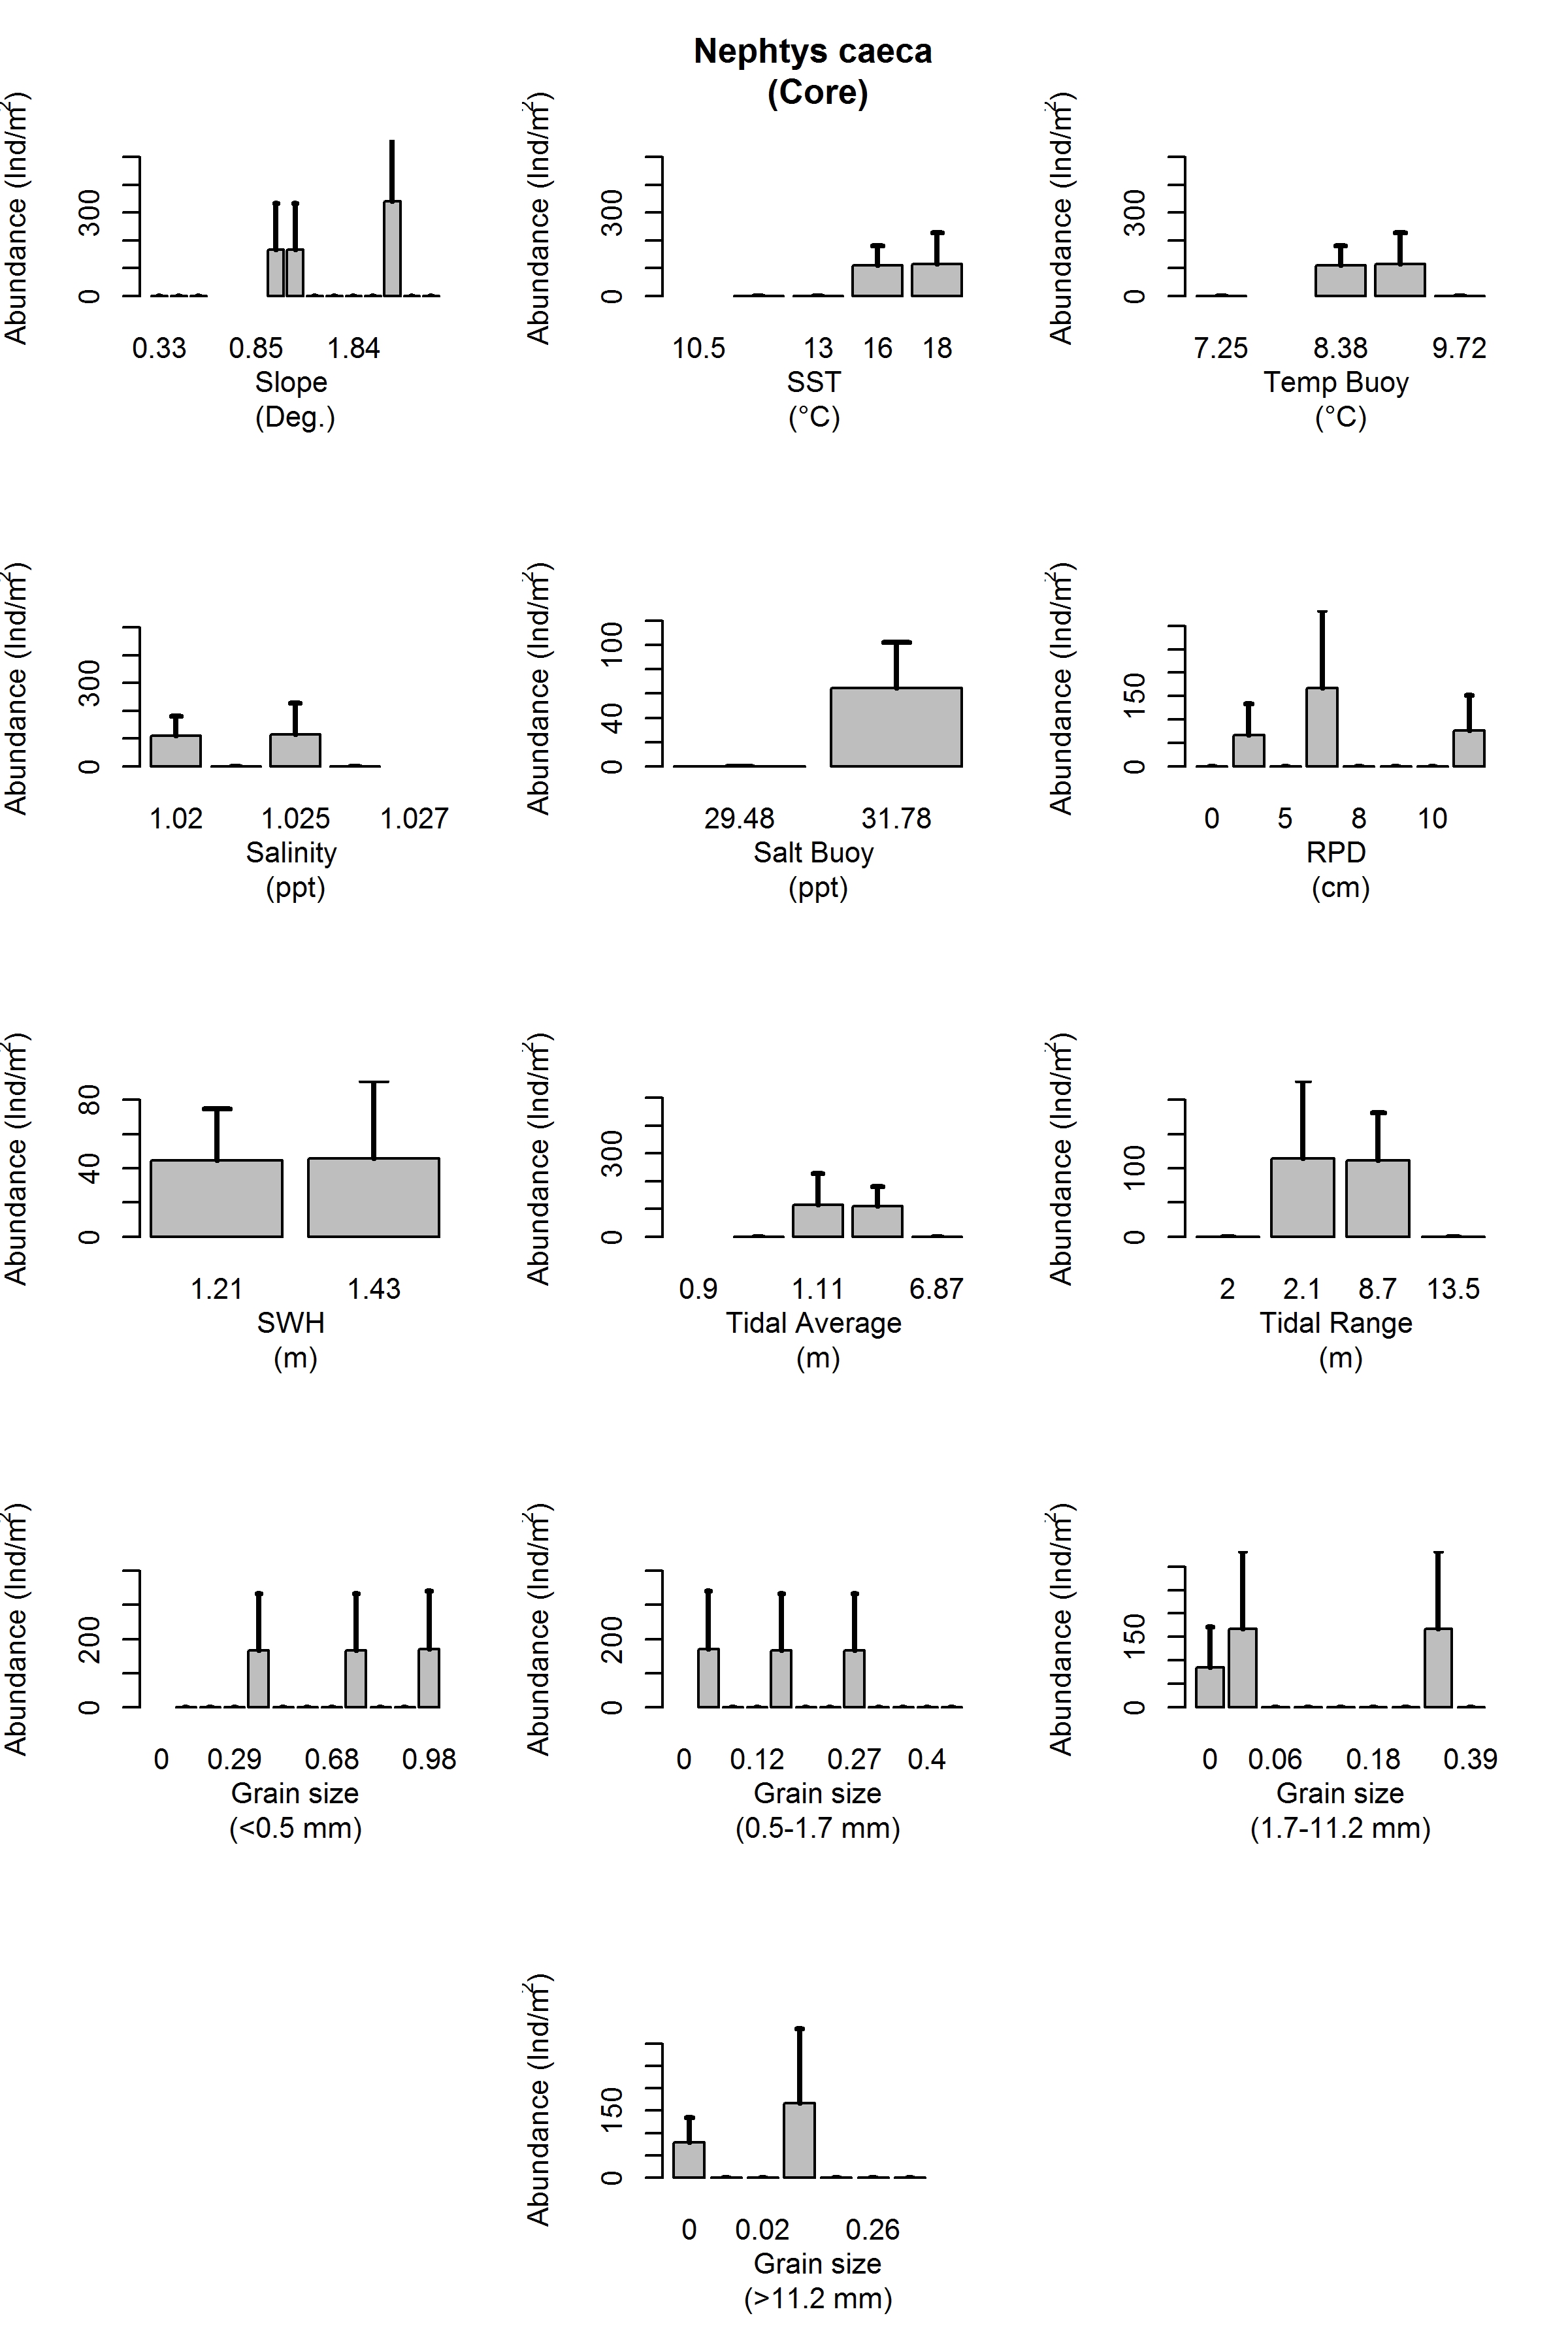 Nephtys caeca
(Core)
Abundance (Ind/m²)
0 300
0.33 0.85 1.84
Slope
(Deg.)
Abundance (Ind/m²)
0 300
10.5 13 16 18
SST
(°C)
Abundance (Ind/m²)
0 300
7.25 8.38 9.72
Temp Buoy
(°C)
Abundance (Ind/m²)
0 300
1.02 1.025 1.027
Salinity
(ppt)
Abundance (Ind/m²)
0 40 100
29.48 31.78
Salt Buoy
(ppt)
Abundance (Ind/m²)
0 150
0 5 8 10
RPD
(cm)
Abundance (Ind/m²)
0 40 80
1.21 1.43
SWH
(m)
Abundance (Ind/m²)
0 300
0.9 1.11 6.87
Tidal Average
(m)
Abundance (Ind/m²)
0 100
2 2.1 8.7 13.5
Tidal Range
(m)
Abundance (Ind/m²)
0 200
0 0.29 0.68 0.98
Grain size
(<0.5 mm)
Abundance (Ind/m²)
0 200
0 0.12 0.27 0.4
Grain size
(0.5-1.7 mm)
Abundance (Ind/m²)
0 150
0 0.06 0.18 0.39
Grain size
(1.7-11.2 mm)
Abundance (Ind/m²)
0 150
0 0.02 0.26
Grain size
(>11.2 mm)